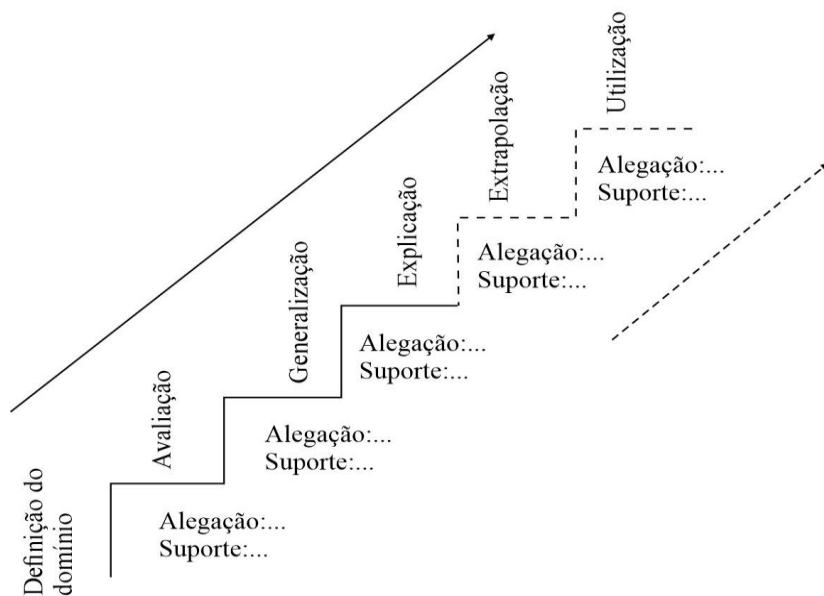 Utilização
Alegação:...
Suporte:...
Extrapolação
Alegação:...
Suporte:...
Explicação
Alegação:...
Suporte:...
Generalização
Alegação:...
Suporte:...
Avaliação
Alegação:...
Suporte:...
Definição do
domínio